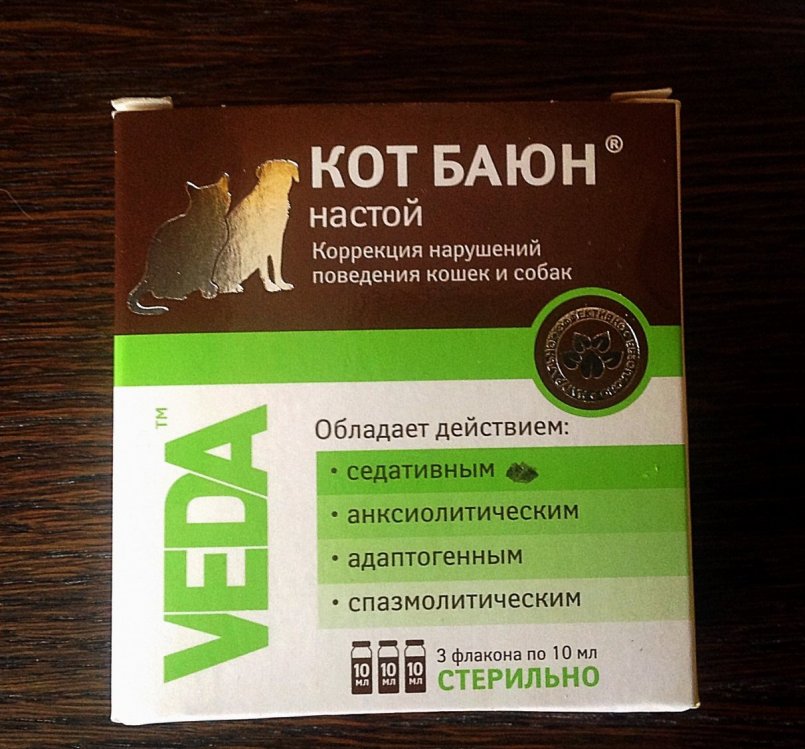 КОТ БАЮН®
настой
Коррекция нарушений
поведения кошек и собак
VEDA™
Обладает действием:
• седативным
• анксиолитическим
• адаптогенным
• спазмолитическим
10 мл 10 мл 10 мл
3 флакона по 10 мл
СТЕРИЛЬНО